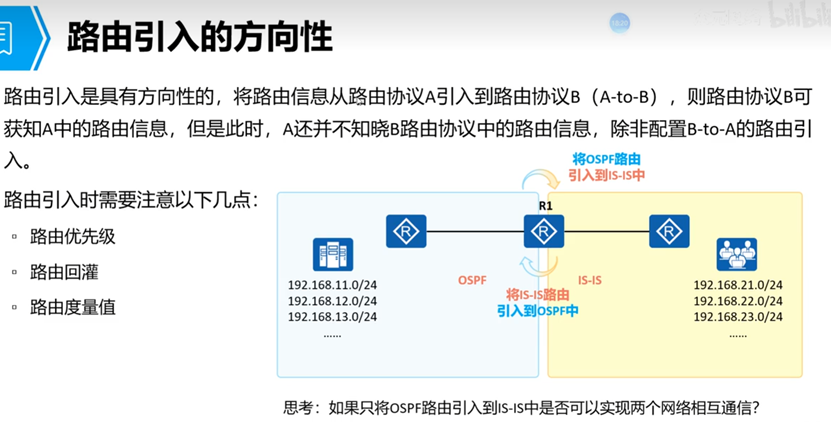 路由引入的方向性
路由引入是具有方向性的，将路由信息从路由协议A引入到路由协议B（A-to-B），则路由协议B可
获知A中的路由信息，但是此时，A还并不知晓B路由协议中的路由信息，除非配置B-to-A的路由引
入。
路由引入时需要注意以下几点：
路由优先级
路由回灌
路由度量值
将OSPF路由
引入到IS-IS中
R1
R
R
R
192.168.11.0/24
192.168.12.0/24
192.168.13.0/24
……
OSPF
IS-IS
将IS-IS路由
引入到OSPF中
192.168.21.0/24
192.168.22.0/24
192.168.23.0/24
……
思考：如果只将OSPF路由引入到IS-IS中是否可以实现两个网络相互通信？
bilibili